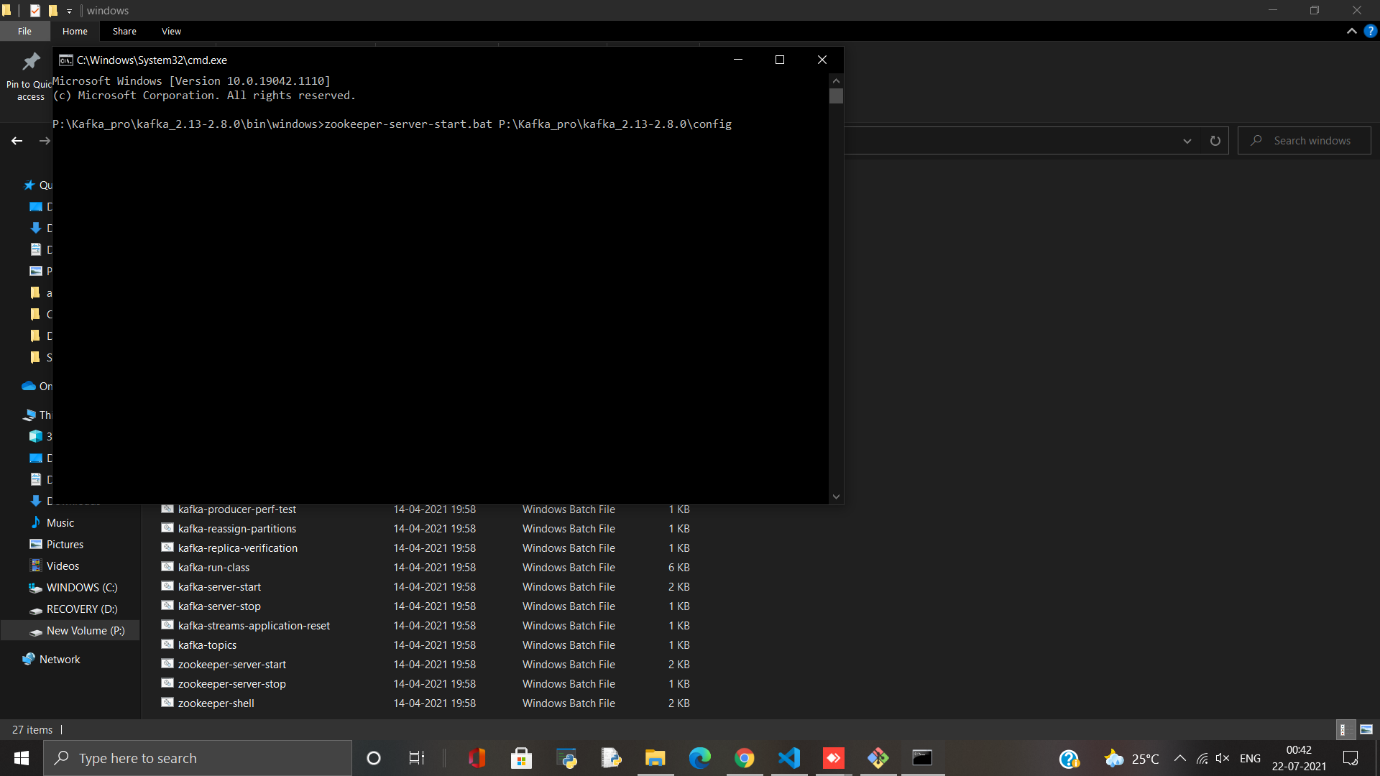 windows
File Home Share View
Pin to Quic
access
C:\Windows\System32\cmd.exe
Microsoft Windows [Version 10.0.19042.1110]
(c) Microsoft Corporation. All rights reserved.
P:\Kafka_pro\kafka_2.13-2.8.0\bin\windows>zookeeper-server-start.bat P:\Kafka_pro\kafka_2.13-2.8.0\config
Search windows
Qu
D
D
D
P
a
C
D
S
On
Th
3
D
D
Music
Pictures
Videos
WINDOWS (C:)
RECOVERY (D:)
New Volume (P:)
Network
kafka-producer-perf-test 14-04-2021 19:58 Windows Batch File 1 KB
kafka-reassign-partitions 14-04-2021 19:58 Windows Batch File 1 KB
kafka-replica-verification 14-04-2021 19:58 Windows Batch File 1 KB
kafka-run-class 14-04-2021 19:58 Windows Batch File 6 KB
kafka-server-start 14-04-2021 19:58 Windows Batch File 2 KB
kafka-server-stop 14-04-2021 19:58 Windows Batch File 1 KB
kafka-streams-application-reset 14-04-2021 19:58 Windows Batch File 1 KB
kafka-topics 14-04-2021 19:58 Windows Batch File 1 KB
zookeeper-server-start 14-04-2021 19:58 Windows Batch File 2 KB
zookeeper-server-stop 14-04-2021 19:58 Windows Batch File 1 KB
zookeeper-shell 14-04-2021 19:58 Windows Batch File 2 KB
27 items
Type here to search
25°C
ENG
00:42
22-07-2021